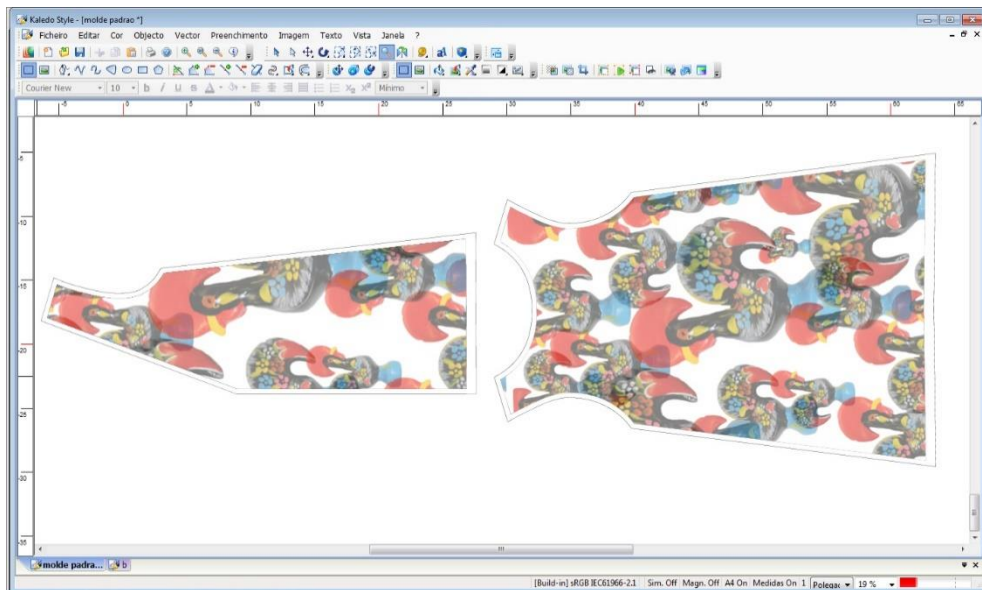 Kaledo Style - [molde padrao *]
Ficheiro Editar Cor Objecto Vector Preenchimento Imagem Texto Vista Janela ?
Courier New 10 b / U S A X₂ X² Mínimo
-5 0 5 10 15 20 25 30 35 40 45 50 55 60 65
-5
-10
-15
-20
-25
-30
-35
molde padra... b
[Build-in] sRGB IEC61966-2.1 Sim. Off Magn. Off A4 On Medidas On 1 Polegac 19 %